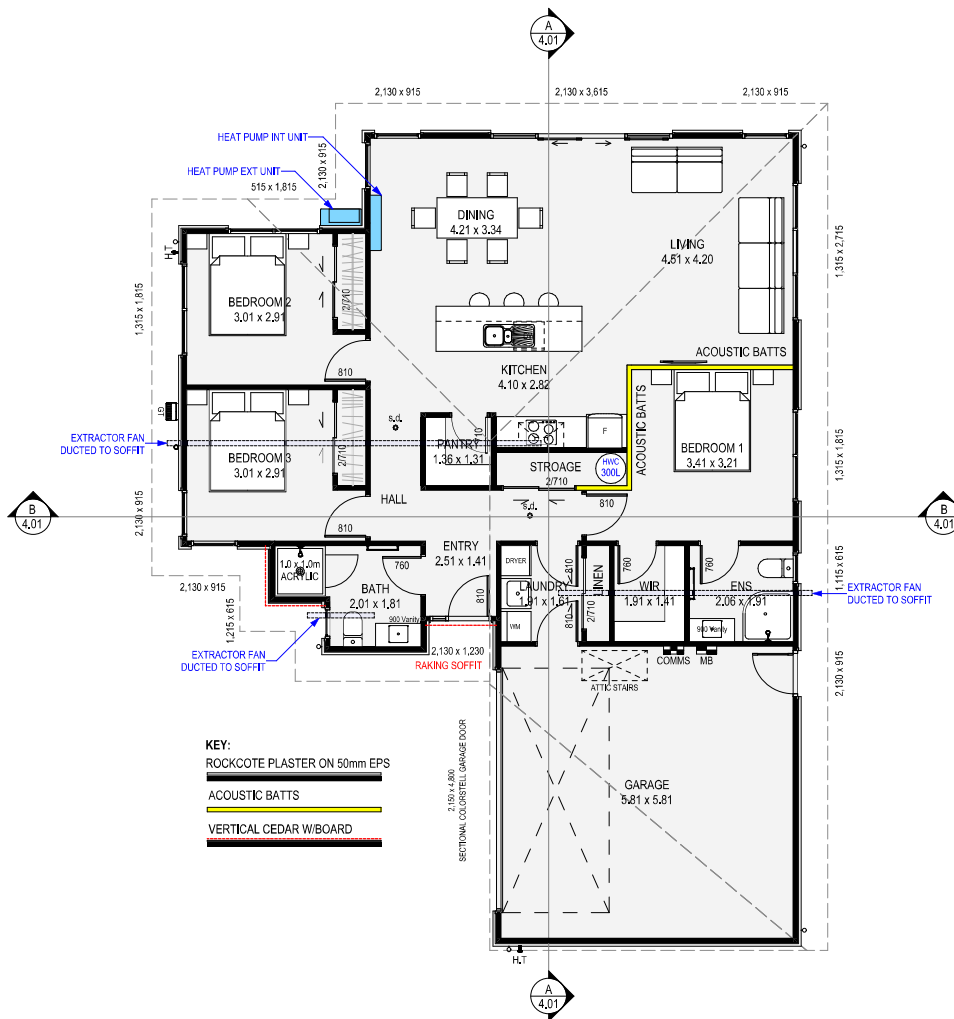 A
4.01
2,130 x 915
2,130 x 3,615
2,130 x 915
HEAT PUMP INT UNIT
HEAT PUMP EXT UNIT
515 x 1,815
2,130 x 915
H.T
DINING
4.21 x 3.34
LIVING
4.51 x 4.20
1,315 x 2,715
BEDROOM 2
3.01 x 2.91
2/710
1,315 x 1,815
810
KITCHEN
4.10 x 2.82
ACOUSTIC BATTS
ACOUSTIC BATTS
GT
EXTRACTOR FAN
DUCTED TO SOFFIT
BEDROOM 3
3.01 x 2.91
2/710
s.d.
PANTRY
1.36 x 1.31
710
F
STROAGE
2/710
HWC
300L
BEDROOM 1
3.41 x 3.21
1,315 x 1,815
B
4.01
2,130 x 915
HALL
810
s.d.
810
B
4.01
ENTRY
2.51 x 1.41
1.0 x 1.0m
ACRYLIC
BATH
2.01 x 1.81
760
810
900 Vanity
DRYER
LAUNDRY
1.91 x 1.61
WM
810
810
LINEN
2/710
760
WIR
1.91 x 1.41
760
ENS
2.06 x 1.91
900 Vanity
1,115 x 615
EXTRACTOR FAN
DUCTED TO SOFFIT
2,130 x 915
1,215 x 615
EXTRACTOR FAN
DUCTED TO SOFFIT
2,130 x 1,230
RAKING SOFFIT
COMMS
MB
ATTIC STAIRS
2,130 x 915
KEY:
ROCKCOTE PLASTER ON 50mm EPS
ACOUSTIC BATTS
VERTICAL CEDAR W/BOARD
2,150 x 4,800
SECTIONAL COLORSTELL GARAGE DOOR
GARAGE
5.81 x 5.81
H.T
A
4.01